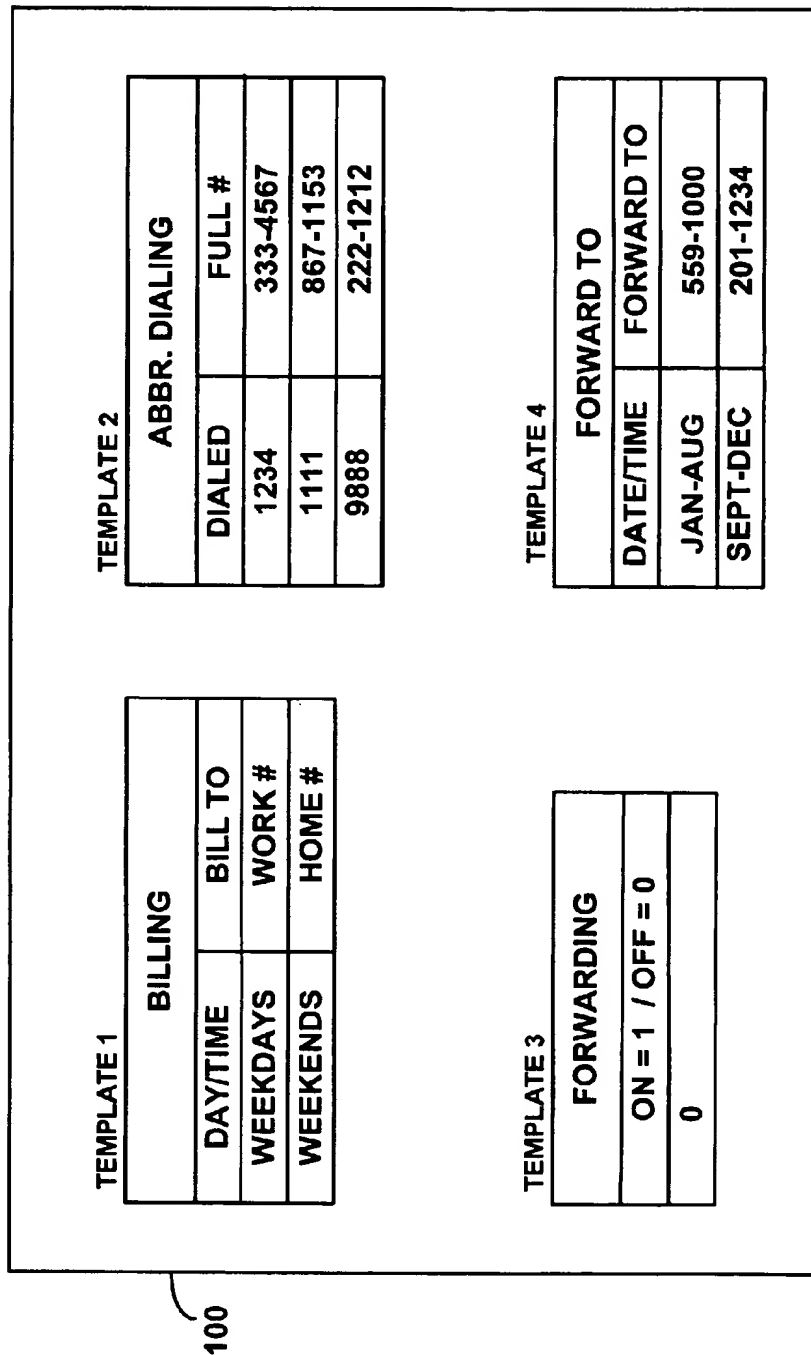 TEMPLATE 1
BILLING
DAY/TIME BILL TO
WEEKDAYS WORK #
WEEKENDS HOME #
TEMPLATE 2
ABBR. DIALING
DIALED FULL #
1234 333-4567
1111 867-1153
9888 222-1212
TEMPLATE 3
FORWARDING
ON = 1 / OFF = 0
0
TEMPLATE 4
FORWARD TO
DATE/TIME FORWARD TO
JAN-AUG 559-1000
SEPT-DEC 201-1234
100